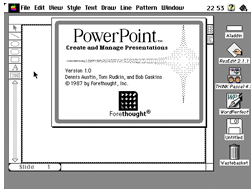 File Edit View Style Text Draw Line Pattern Window 22:53
PowerPoint™
Create and Manage Presentations
Version 1.0
Dennis Austin, Tom Rudkin, and Bob Gaskins
© 1987 by Forethought, Inc.
Forethought®
Aladdin
ResEdit 2.1.1
THINK Pascal 4
WordPerfect
Untitled
Wastebasket
Slide 1